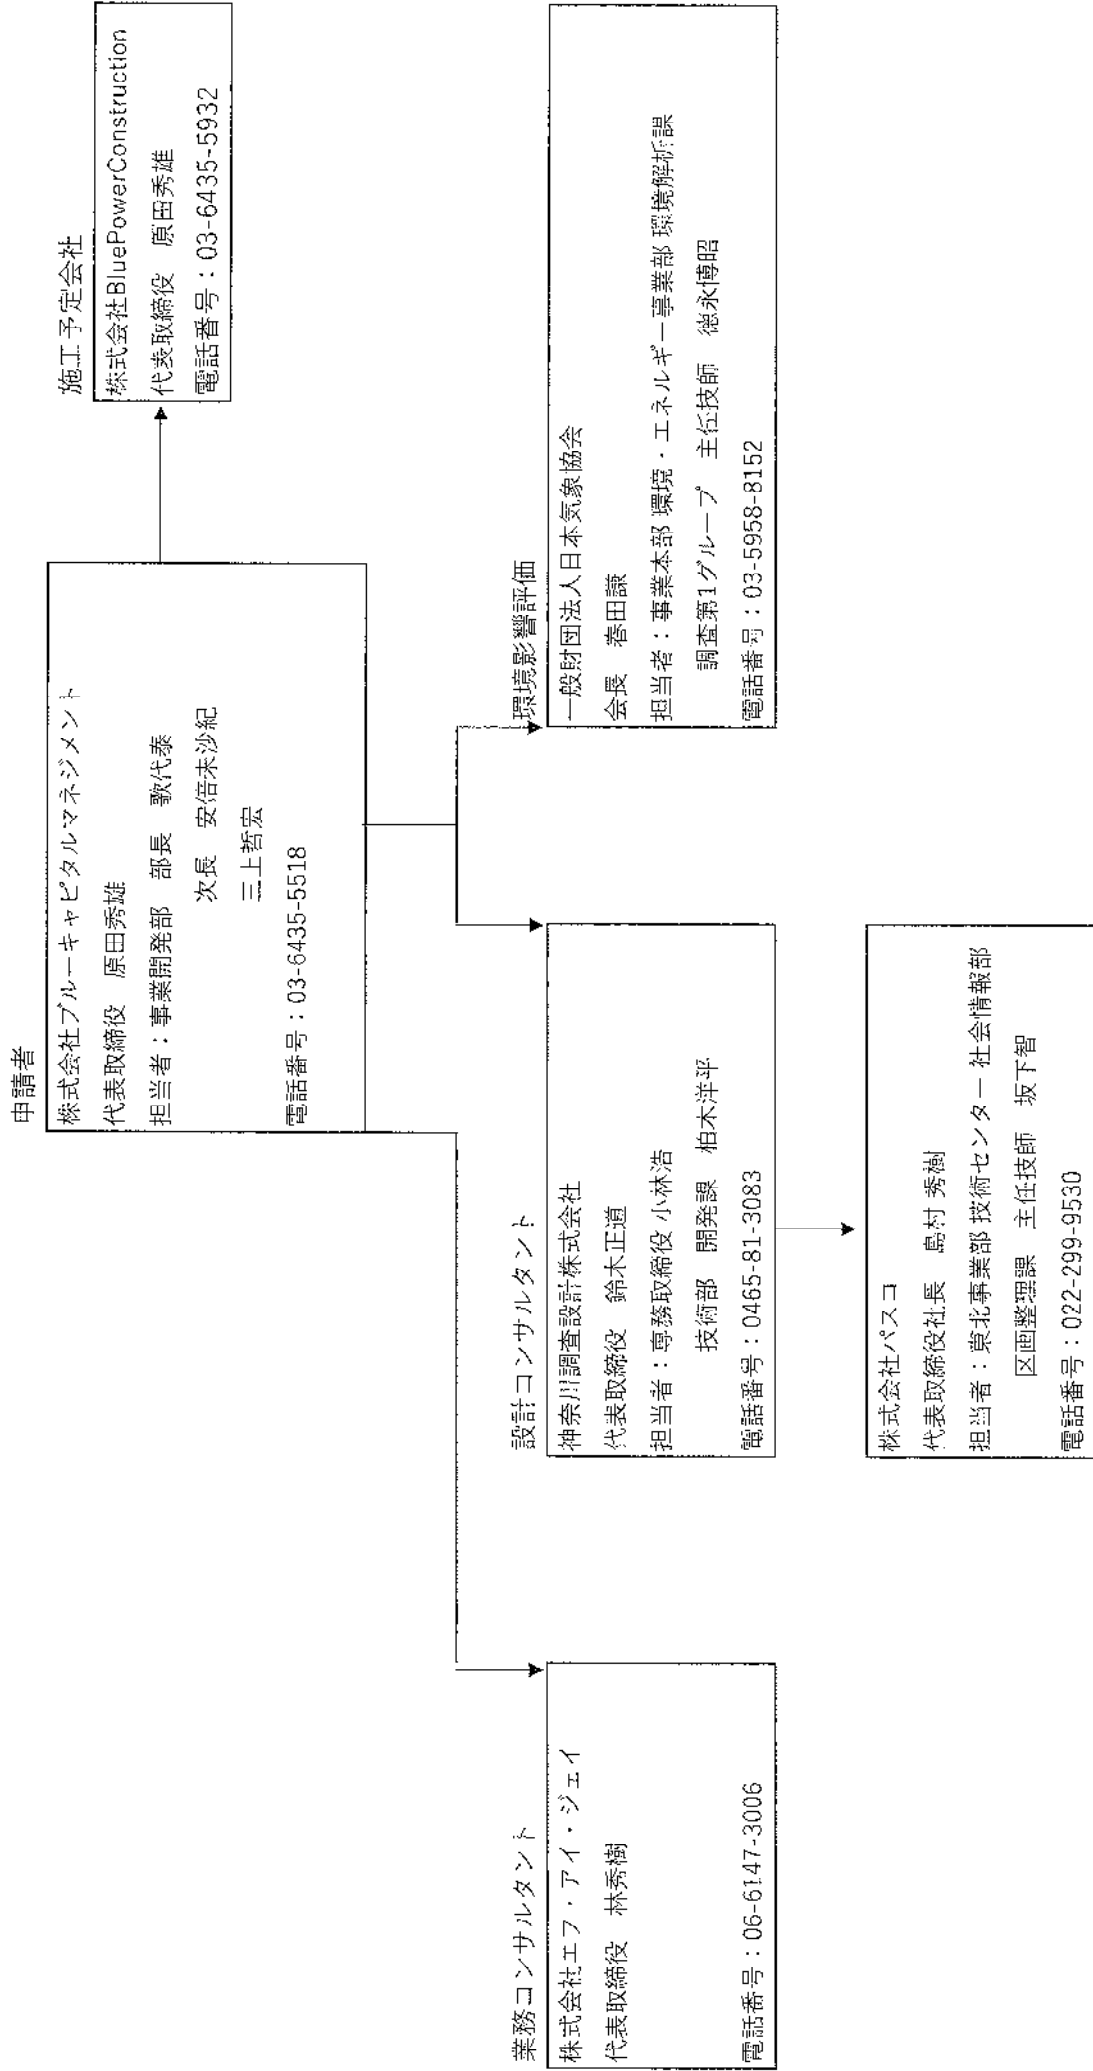 申請者
株式会社ブルーキャピタルマネジメント
代表取締役　原田秀雄
担当者：事業開発部　部長　歌代泰
次長　安倍未沙紀
三上哲宏
電話番号：03-6435-5518
施工予定会社
株式会社BluePowerConstruction
代表取締役　原田秀雄
電話番号：03-6435-5932
業務コンサルタント
株式会社エフ・アイ・ジェイ
代表取締役　林秀樹
電話番号：06-6147-3006
設計コンサルタント
神奈川調査設計株式会社
代表取締役　鈴木正道
担当者：専務取締役 小林浩
技術部　開発課　柏木洋平
電話番号：0465-81-3083
環境影響評価
一般財団法人日本気象協会
会長　春田謙
担当者：事業本部 環境・エネルギー事業部 環境解析課
調査第1グループ　主任技師　徳永博昭
電話番号：03-5958-8152
株式会社パスコ
代表取締役社長　島村 秀樹
担当者：東北事業部 技術センター 社会情報部
区画整理課　主任技師　坂下智
電話番号：022-299-9530